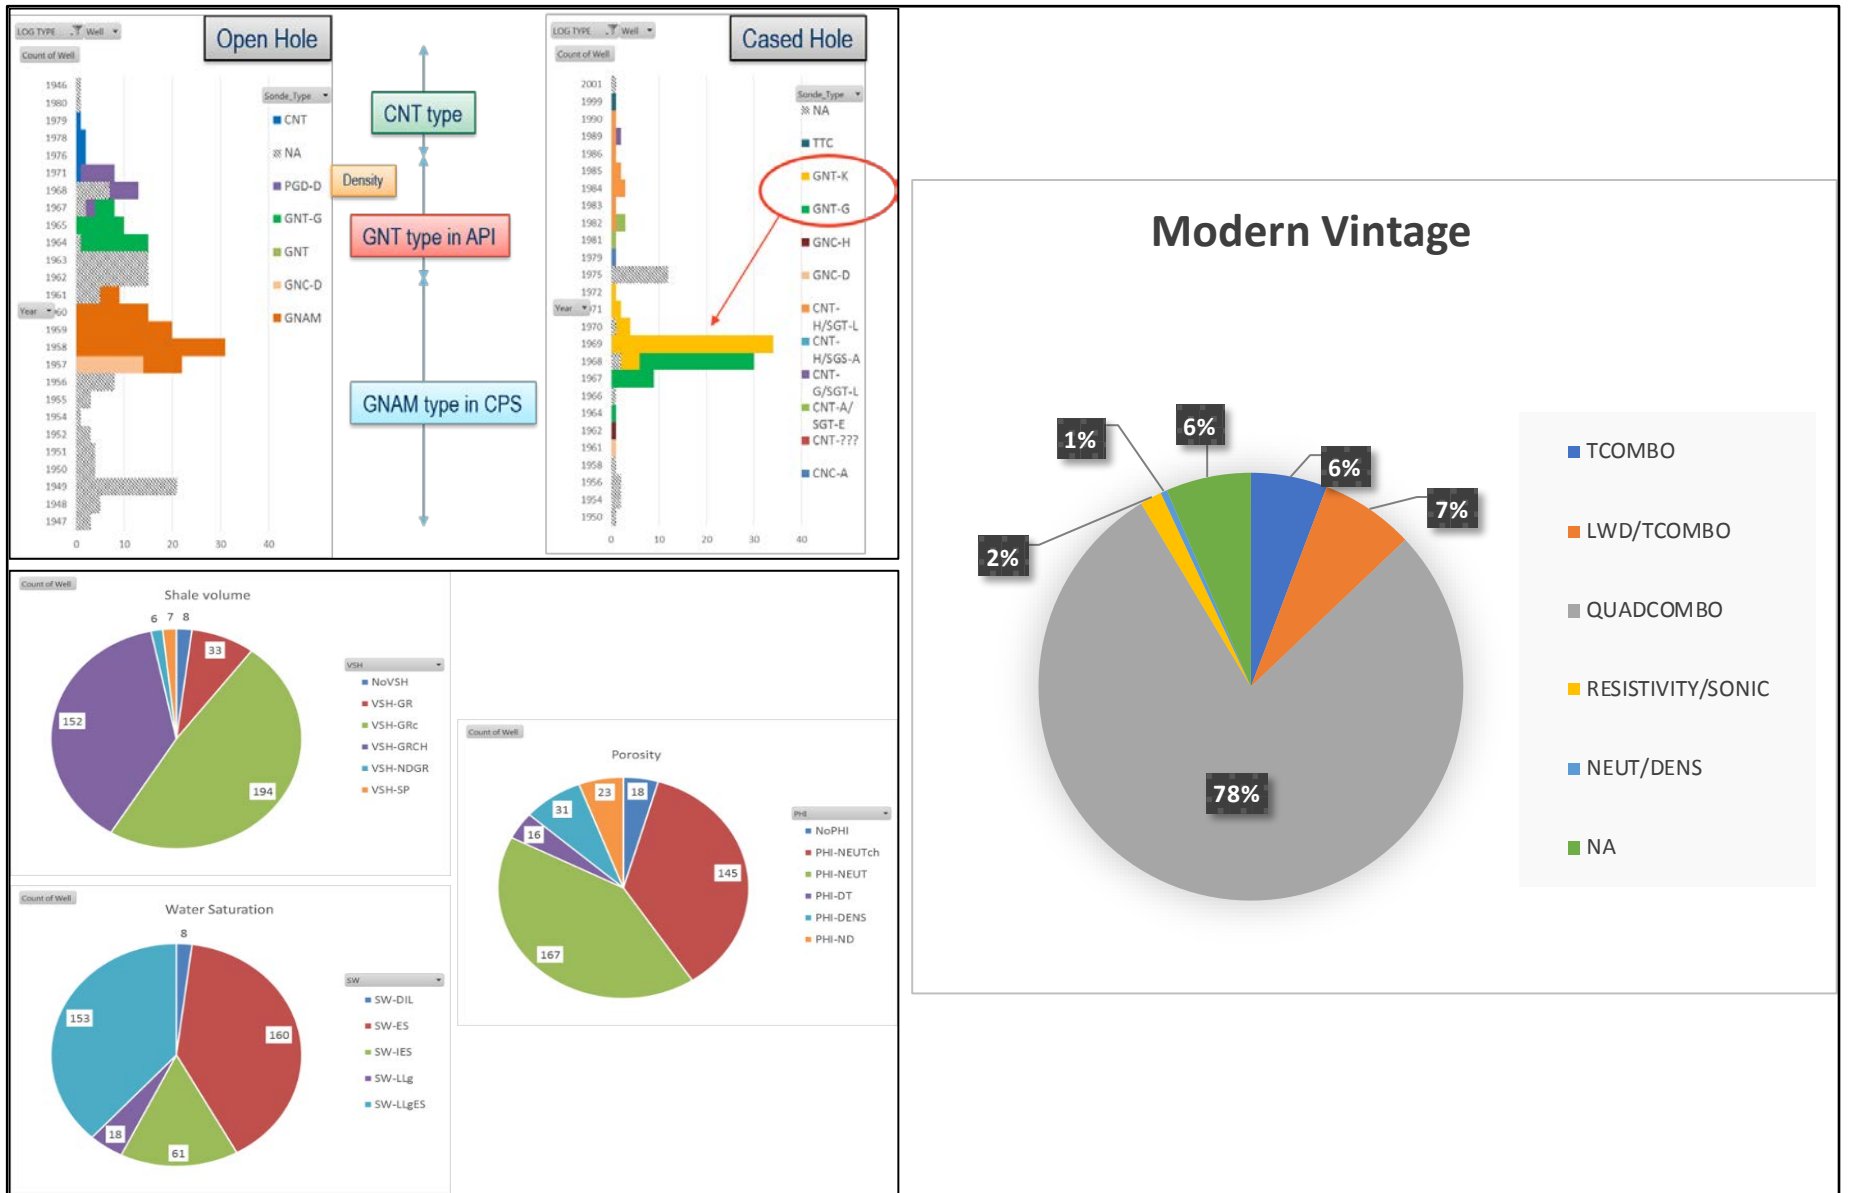 LOG TYPE Well
Open Hole
Count of Well
1946
1980
1979
1978
1976
1971
1968
1967
1965
1964
1963
1962
1961
Year 60
1959
1958
1957
1956
1955
1954
1952
1951
1950
1949
1948
1947
0 10 20 30 40
Sonde_Type
CNT
NA
PGD-D
GNT-G
GNT
GNC-D
GNAM
CNT type
Density
GNT type in API
GNAM type in CPS
LOG TYPE Well
Cased Hole
Count of Well
2001
1999
1990
1989
1986
1985
1984
1983
1982
1981
1979
1975
1972
Year 71
1970
1969
1968
1967
1966
1964
1962
1961
1958
1956
1954
1950
0 10 20 30 40
Sonde_Type
NA
TTC
GNT-K
GNT-G
GNC-H
GNC-D
CNT-
H/SGT-L
CNT-
H/SGS-A
CNT-
G/SGT-L
CNT-A/
SGT-E
CNT-???
CNC-A
Count of Well
Shale volume
6 7 8
33
152
194
VSH
NoVSH
VSH-GR
VSH-GRc
VSH-GRCH
VSH-NDGR
VSH-SP
Count of Well
Water Saturation
8
153
160
18
61
SW
SW-DIL
SW-ES
SW-IES
SW-LLg
SW-LLgES
Count of Well
Porosity
23 18
31
16
145
167
PHI
NoPHI
PHI-NEUTch
PHI-NEUT
PHI-DT
PHI-DENS
PHI-ND
Modern Vintage
1%
6%
6%
7%
2%
78%
TCOMBO
LWD/TCOMBO
QUADCOMBO
RESISTIVITY/SONIC
NEUT/DENS
NA